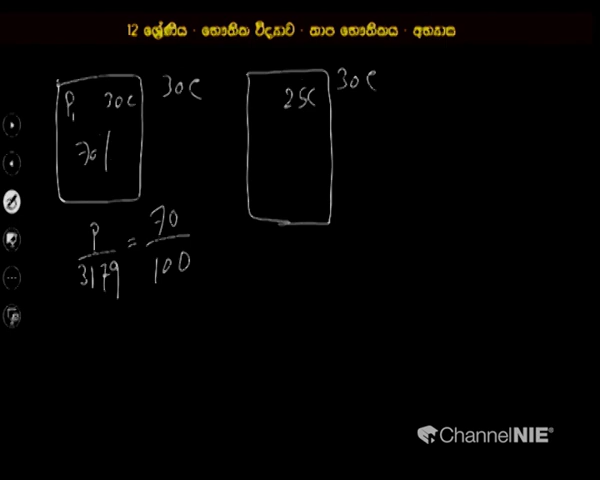 12 ශ්‍රේණිය - භෞතික විද්‍යාව - තාප භෞතිකය - අභ්‍යාස
P1 30C 30C
70%
25C 30C
P/3179 = 70/100
ChannelNIE®